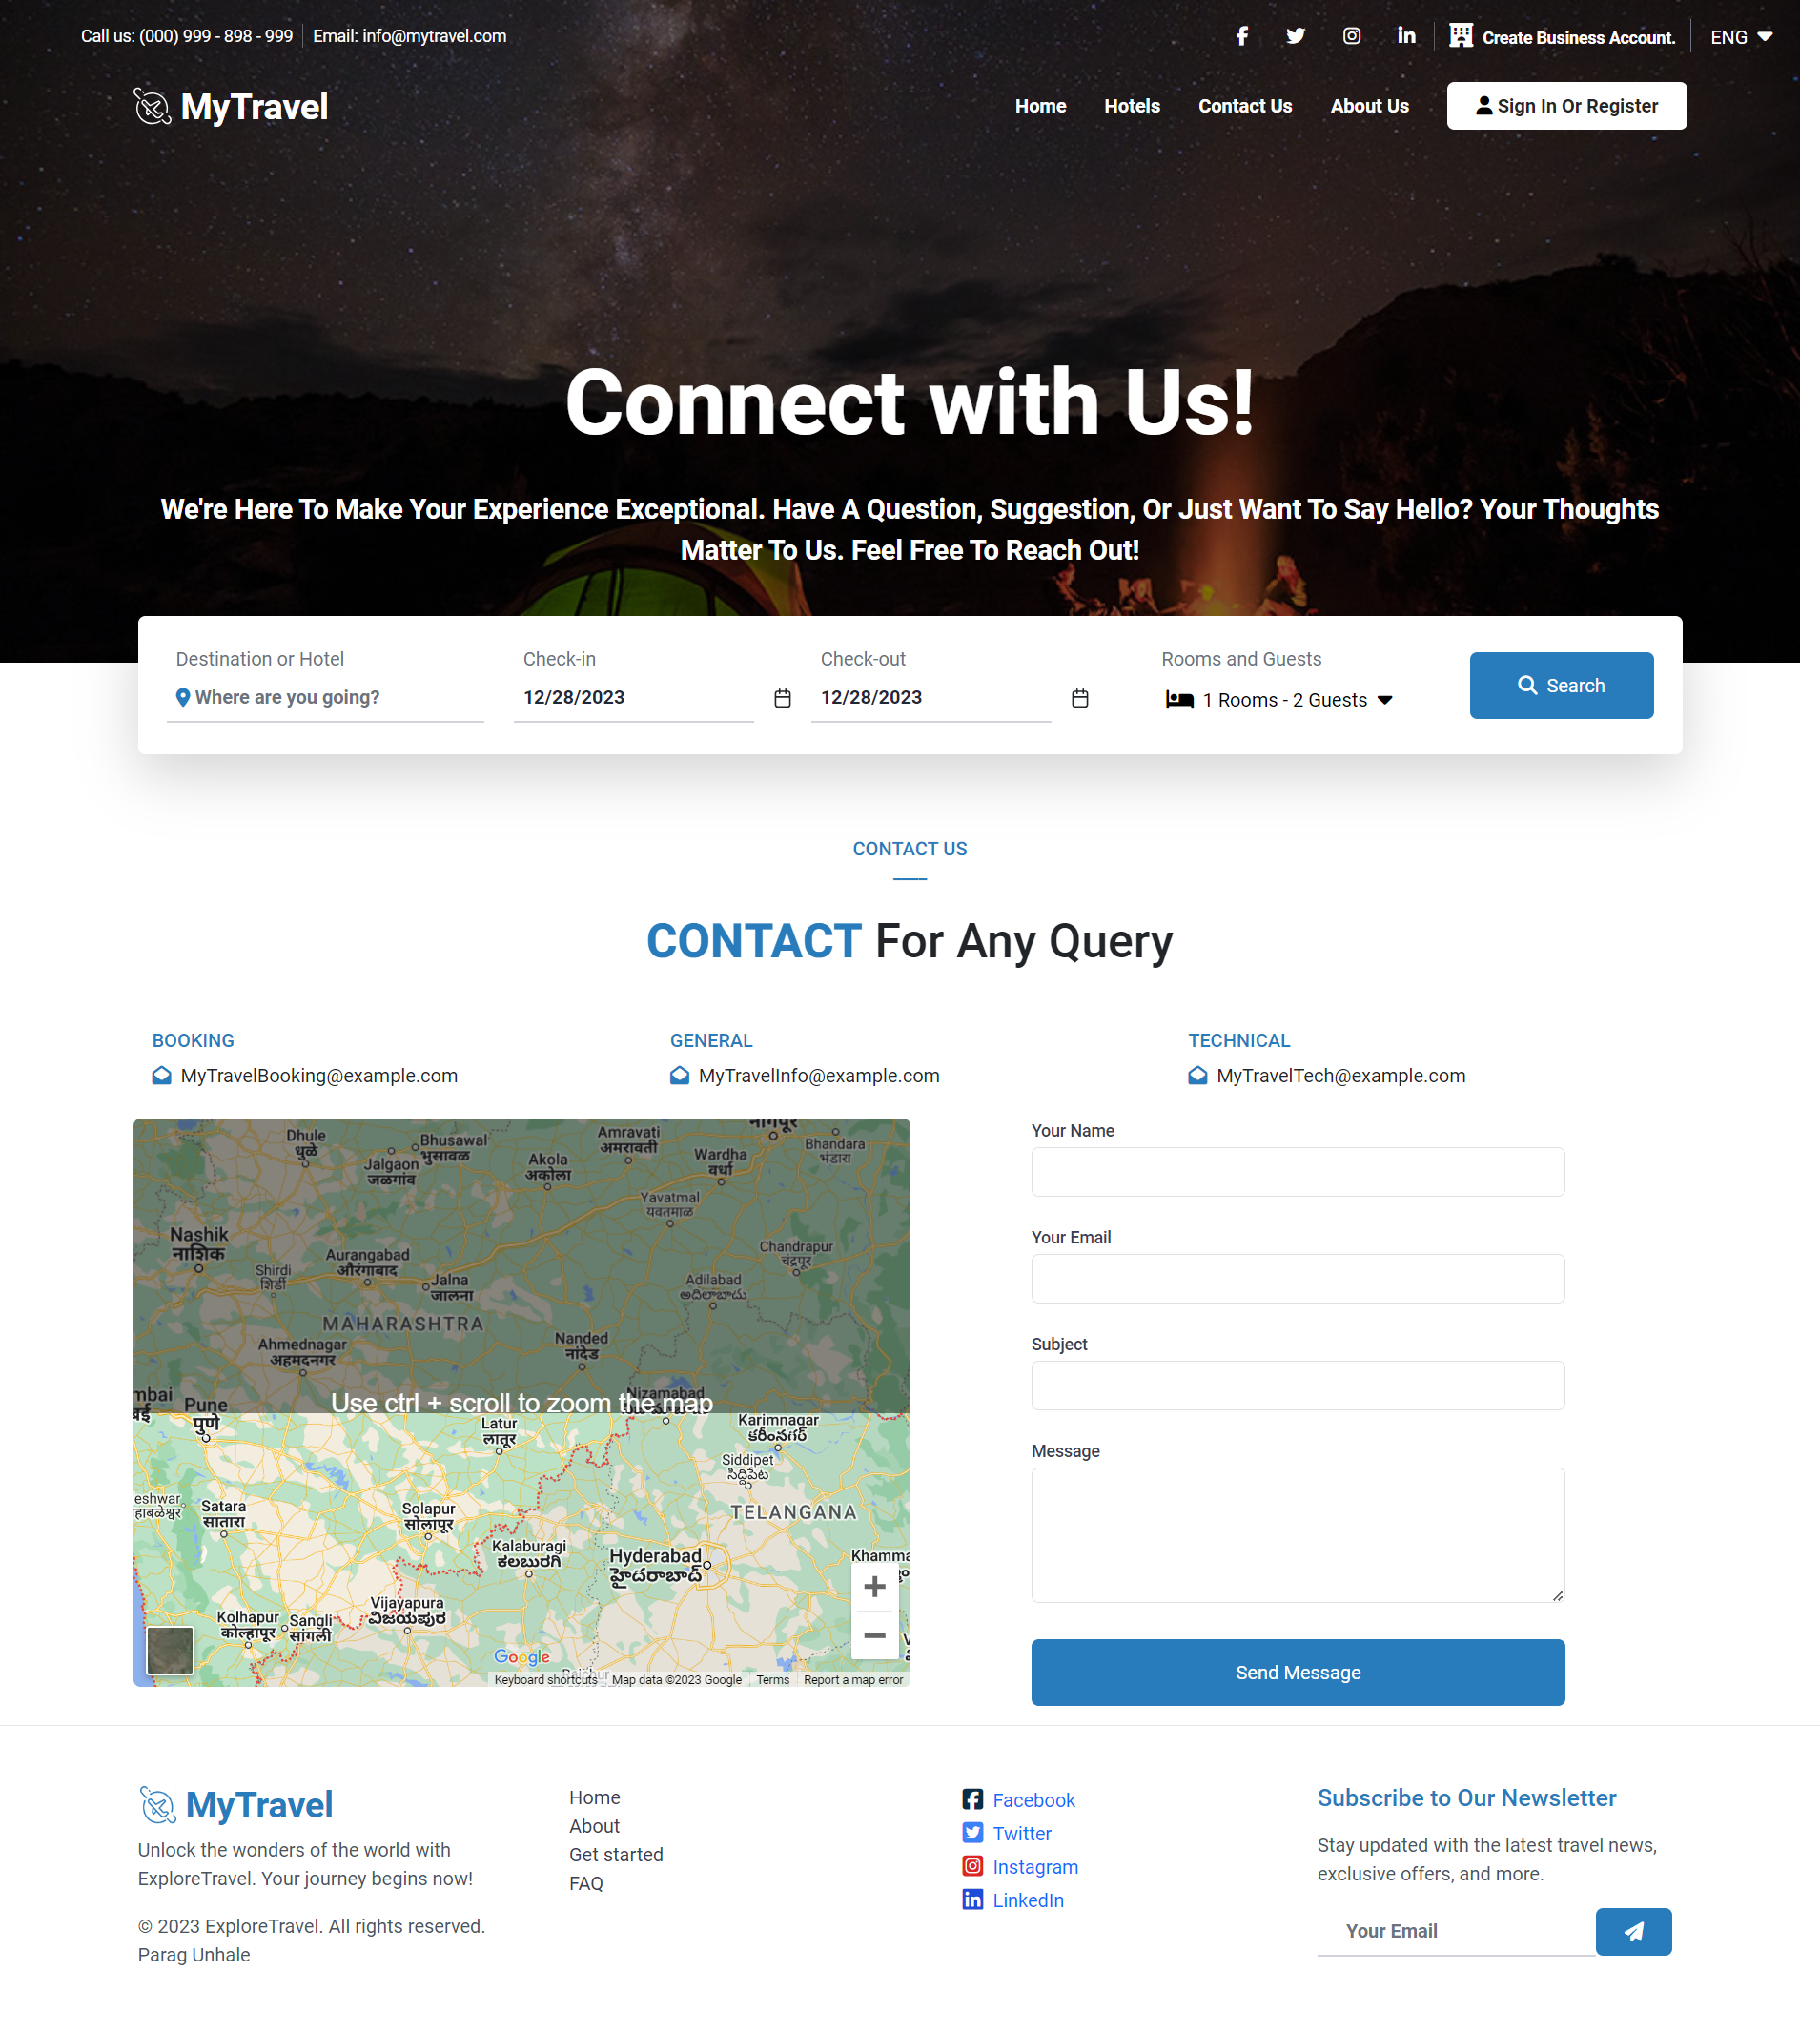 Call us: (000) 999 - 898 - 999
Email: info@mytravel.com
Create Business Account.
ENG
MyTravel
Home
Hotels
Contact Us
About Us
Sign In Or Register
Connect with Us!
We're Here To Make Your Experience Exceptional. Have A Question, Suggestion, Or Just Want To Say Hello? Your Thoughts
Matter To Us. Feel Free To Reach Out!
Destination or Hotel
Where are you going?
Check-in
12/28/2023
Check-out
12/28/2023
Rooms and Guests
1 Rooms - 2 Guests
Search
CONTACT US
CONTACT For Any Query
BOOKING
MyTravelBooking@example.com
GENERAL
MyTravelInfo@example.com
TECHNICAL
MyTravelTech@example.com
Dhule
धुळे
Bhusawal
भुसावळ
Jalgaon
जळगांव
Akola
अकोला
Amravati
अमरावती
नागपूर
Wardha
वर्धा
Bhandara
भंडारा
Yavatmal
यवतमाळ
Nashik
नाशिक
Shirdi
शिर्डी
Aurangabad
औरंगाबाद
Jalna
जालना
Chandrapur
चंद्रपूर
Adilabad
ఆదిలాబాదు
MAHARASHTRA
Ahmednagar
अहमदनगर
Nanded
नांदेड
Pune
पुणे
Nizamabad
Use ctrl + scroll to zoom the map
Latur
लातूर
Karimnagar
కరీంనగర్
Siddipet
సిద్దిపేట
Satara
सातारा
Solapur
सोलापूर
TELANGANA
Kalaburagi
ಕಲಬುರಗಿ
Hyderabad
హైదరాబాద్
Vijayapura
ವಿಜಯಪುರ
Kolhapur
कोल्हापूर
Sangli
सांगली
Google
Keyboard shortcuts
Map data ©2023 Google
Terms
Report a map error
Your Name
Your Email
Subject
Message
Send Message
MyTravel
Unlock the wonders of the world with
ExploreTravel. Your journey begins now!
© 2023 ExploreTravel. All rights reserved.
Parag Unhale
Home
About
Get started
FAQ
Facebook
Twitter
Instagram
LinkedIn
Subscribe to Our Newsletter
Stay updated with the latest travel news,
exclusive offers, and more.
Your Email